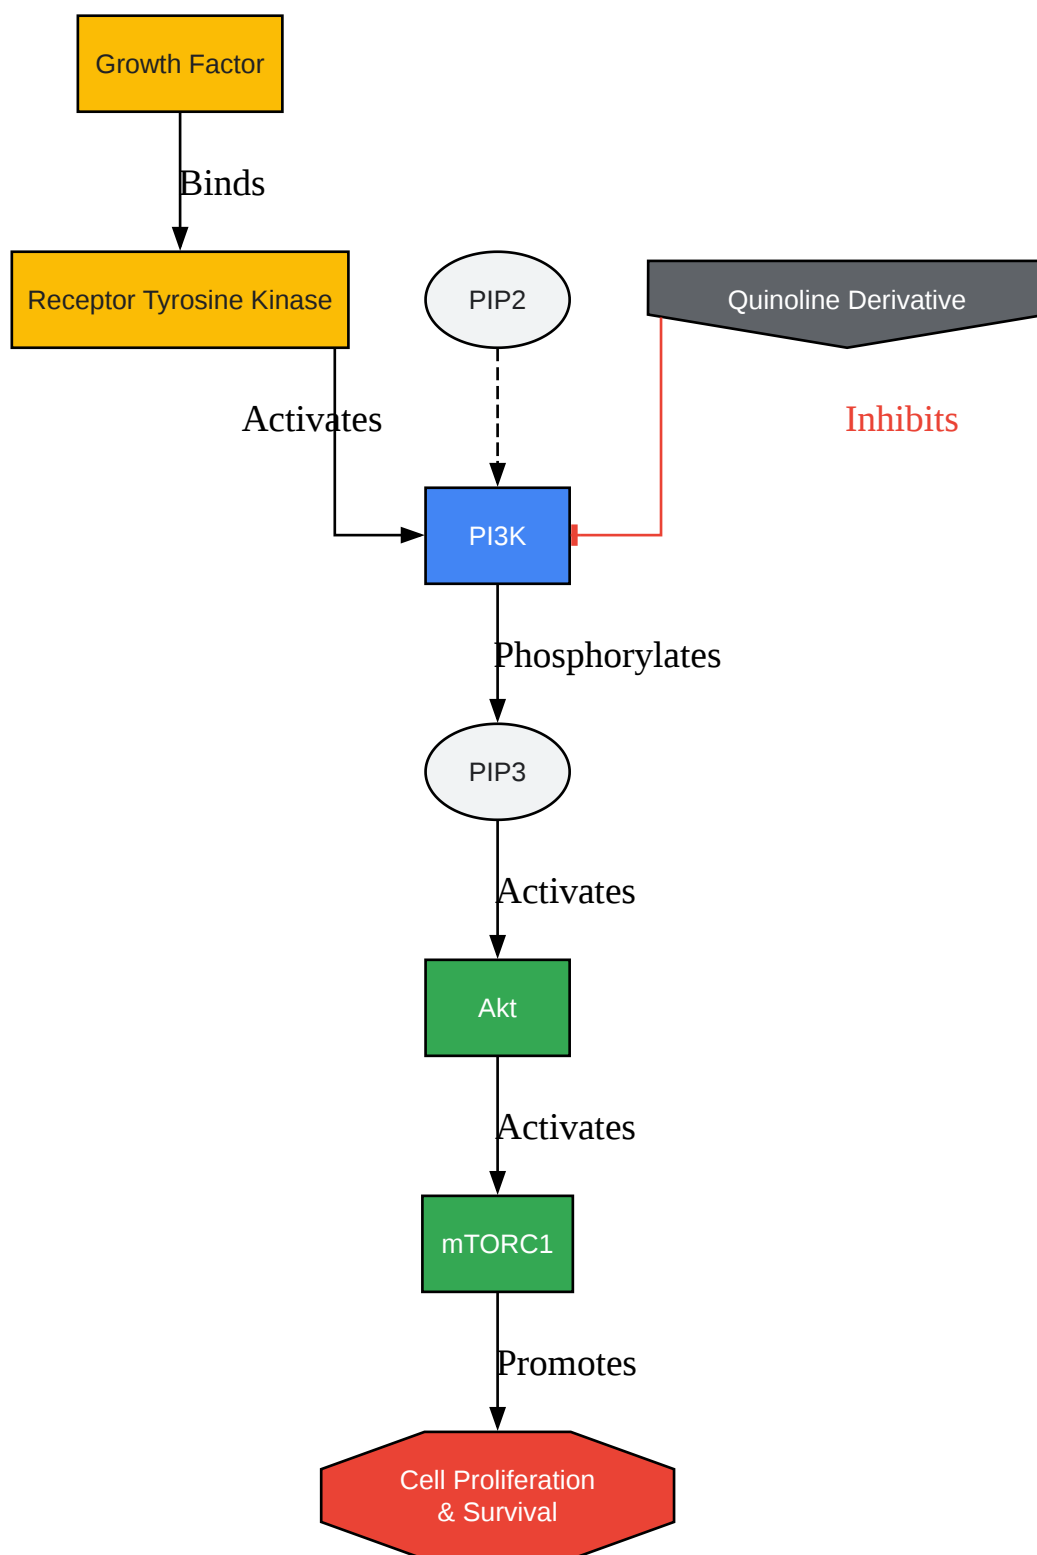 Growth Factor
Binds
Receptor Tyrosine Kinase
PIP2
Quinoline Derivative
Activates
Inhibits
PI3K
Phosphorylates
PIP3
Activates
Akt
Activates
mTORC1
Promotes
Cell Proliferation
& Survival